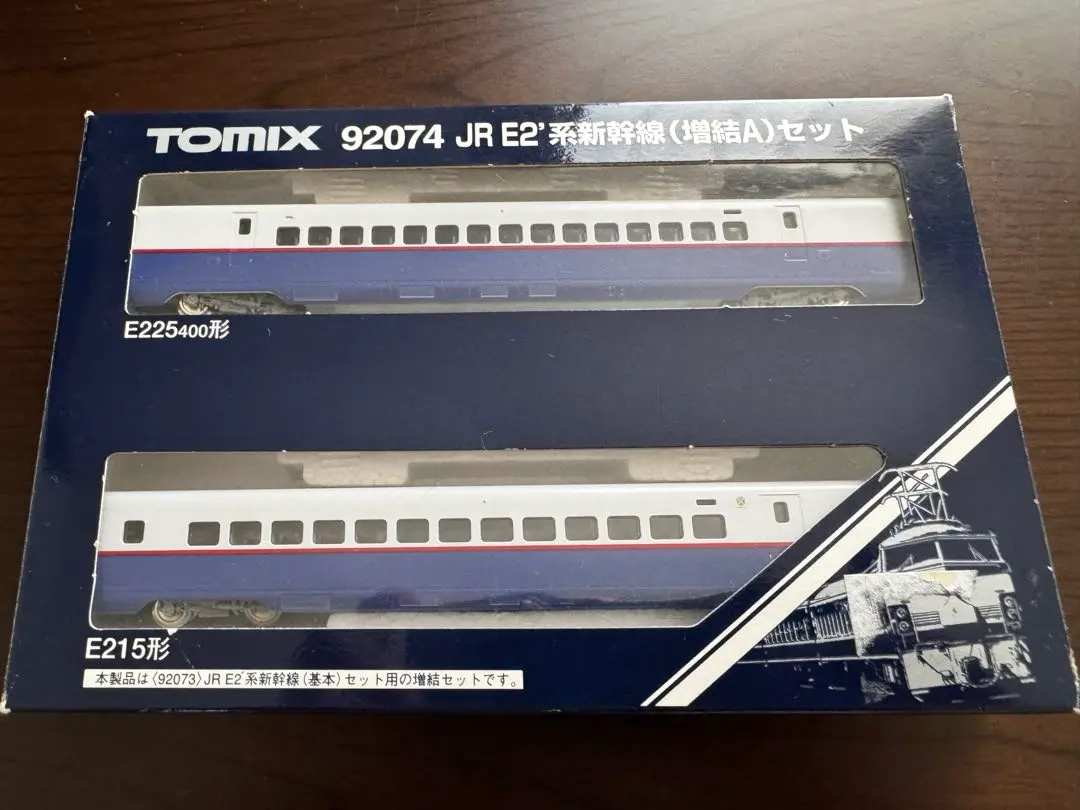 TOMIX 92074 JR E2'系新幹線(増結A)セット
E225400形
E215形
本製品は〈92073〉JR E2'系新幹線(基本)セット用の増結セットです。